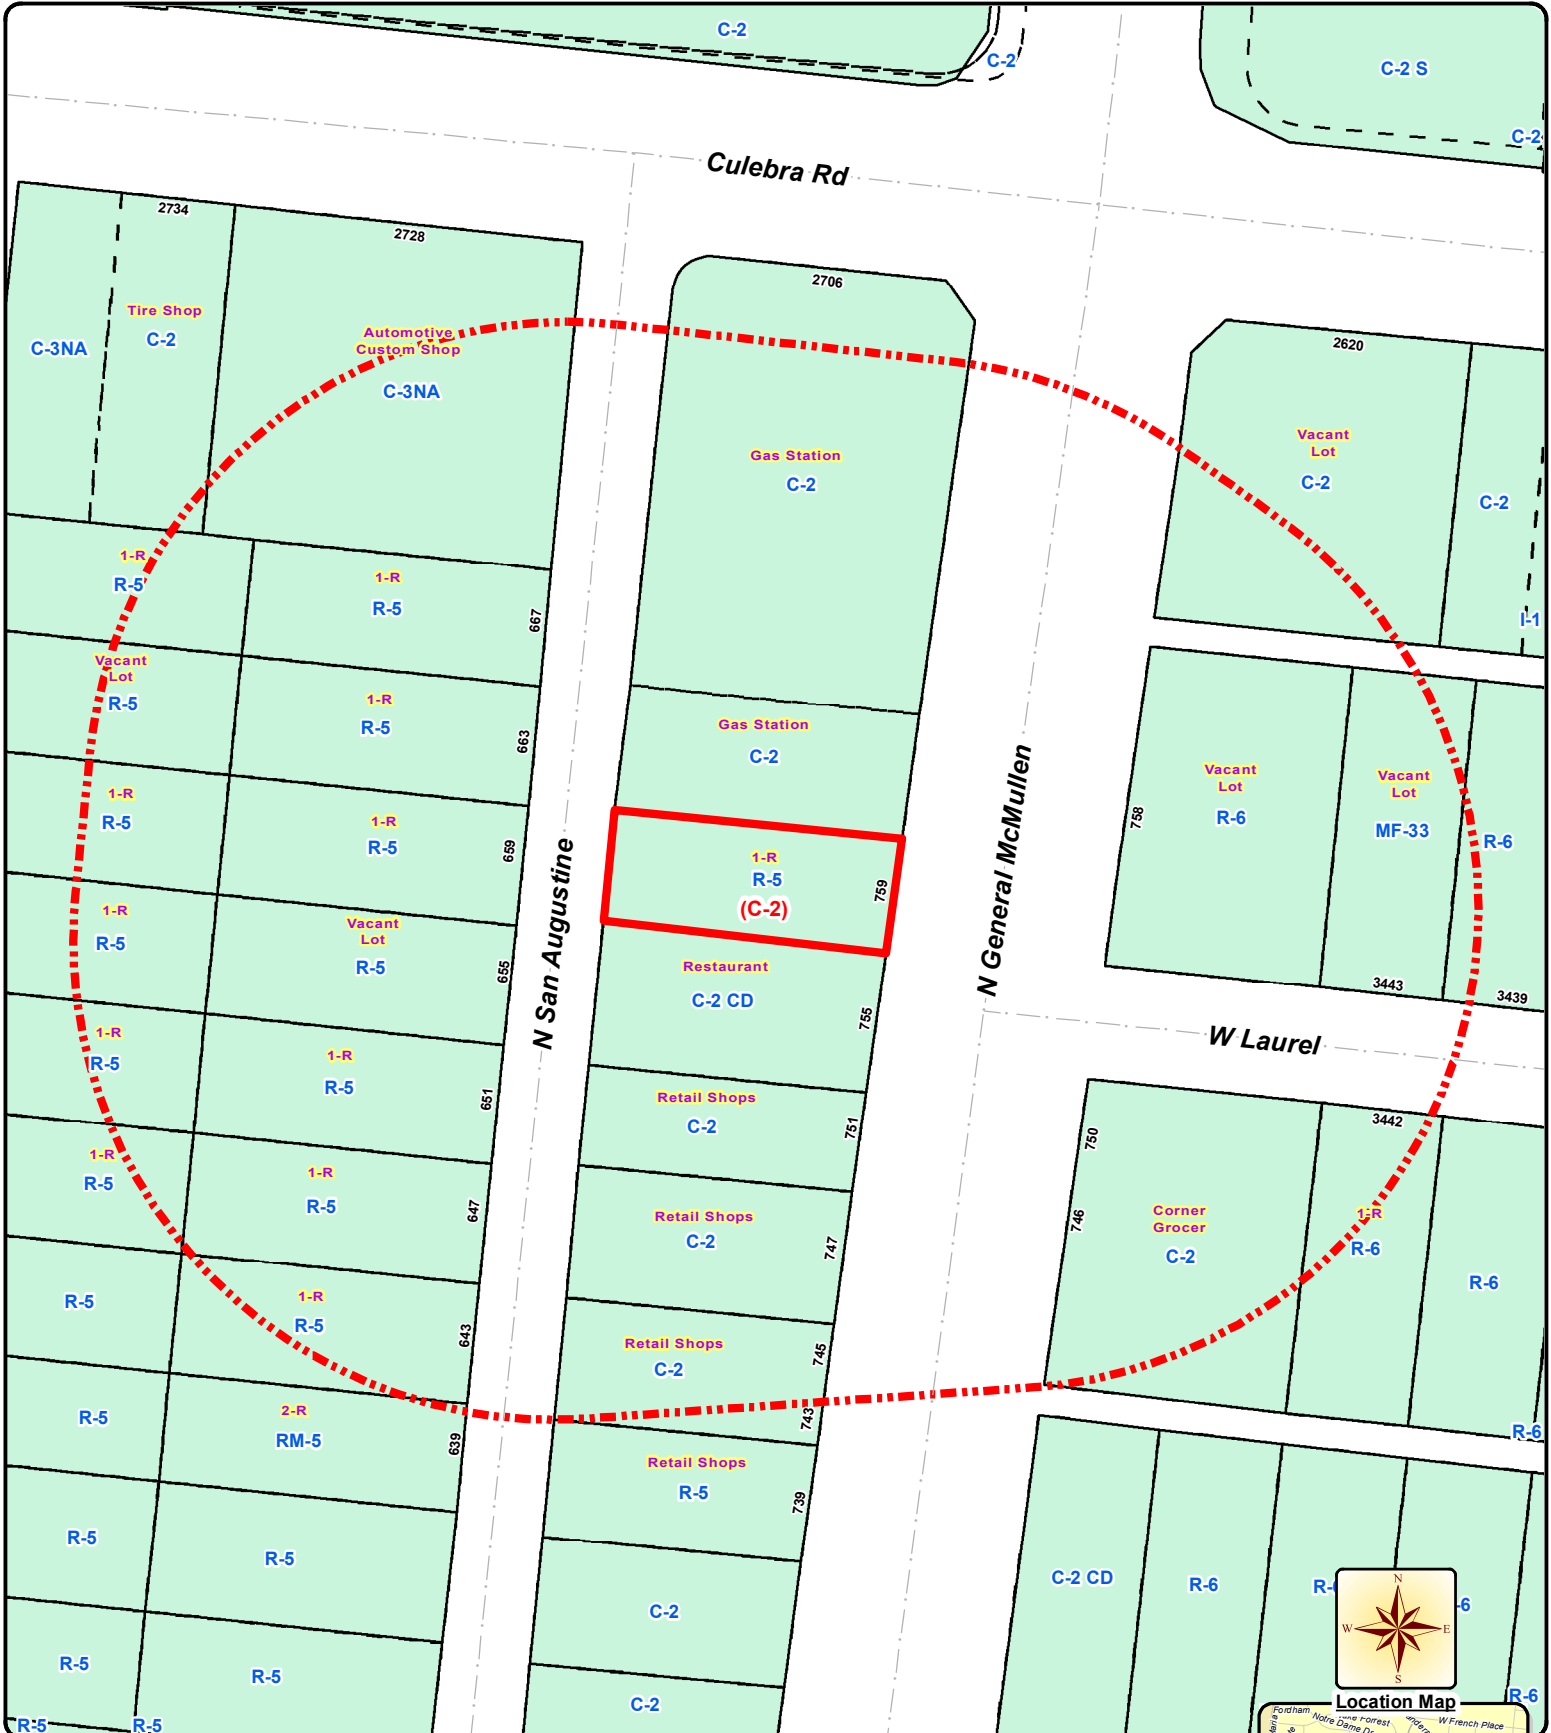 C-2
C-2
C-2 S
C-2
Culebra Rd
2734
2728
2706
2620
Tire Shop
C-2
C-3NA
Automotive
Custom Shop
C-3NA
Gas Station
C-2
Vacant
Lot
C-2
C-2
I-1
1-R
R-5
1-R
R-5
667
Vacant
Lot
R-5
1-R
R-5
663
Gas Station
C-2
N General McMullen
758
Vacant
Lot
R-6
Vacant
Lot
MF-33
R-6
1-R
R-5
1-R
R-5
659
N San Augustine
1-R
R-5
(C-2)
759
1-R
R-5
Vacant
Lot
R-5
655
Restaurant
C-2 CD
755
3443
3439
W Laurel
1-R
R-5
1-R
R-5
651
Retail Shops
C-2
751
750
3442
1-R
R-5
1-R
R-5
647
Retail Shops
C-2
747
746
Corner
Grocer
C-2
1-R
R-6
R-6
R-5
1-R
R-5
643
Retail Shops
C-2
745
743
R-5
2-R
RM-5
639
Retail Shops
R-5
739
R-6
R-5
R-5
C-2
C-2 CD
R-6
N
W
E
S
R-5
R-5
C-2
R-6
Location Map
R-5
R-5
Fordham
Notre Dame Dr
Forrest
W French Place